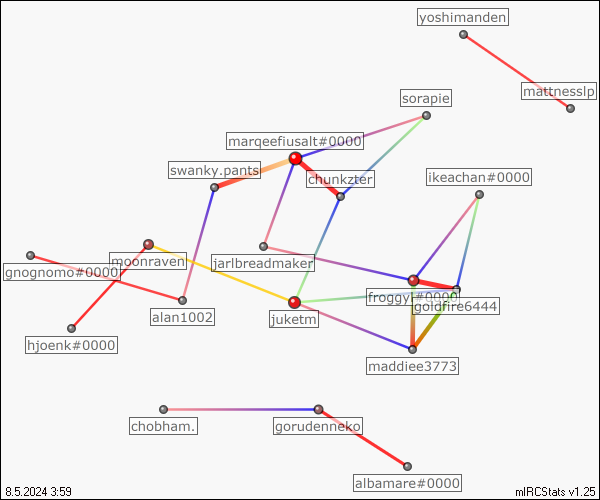 yoshimanden
mattnesslp
sorapie
marqeefiusalt#0000
swanky.pants
chunkzter
ikeachan#0000
moonraven
jarlbreadmaker
gnognomo#0000
froggyl#0000
goldfire6444
alan1002
juketm
hjoenk#0000
maddiee3773
chobham.
gorudenneko
albamare#0000
8.5.2024 3:59
mIRCStats v1.25